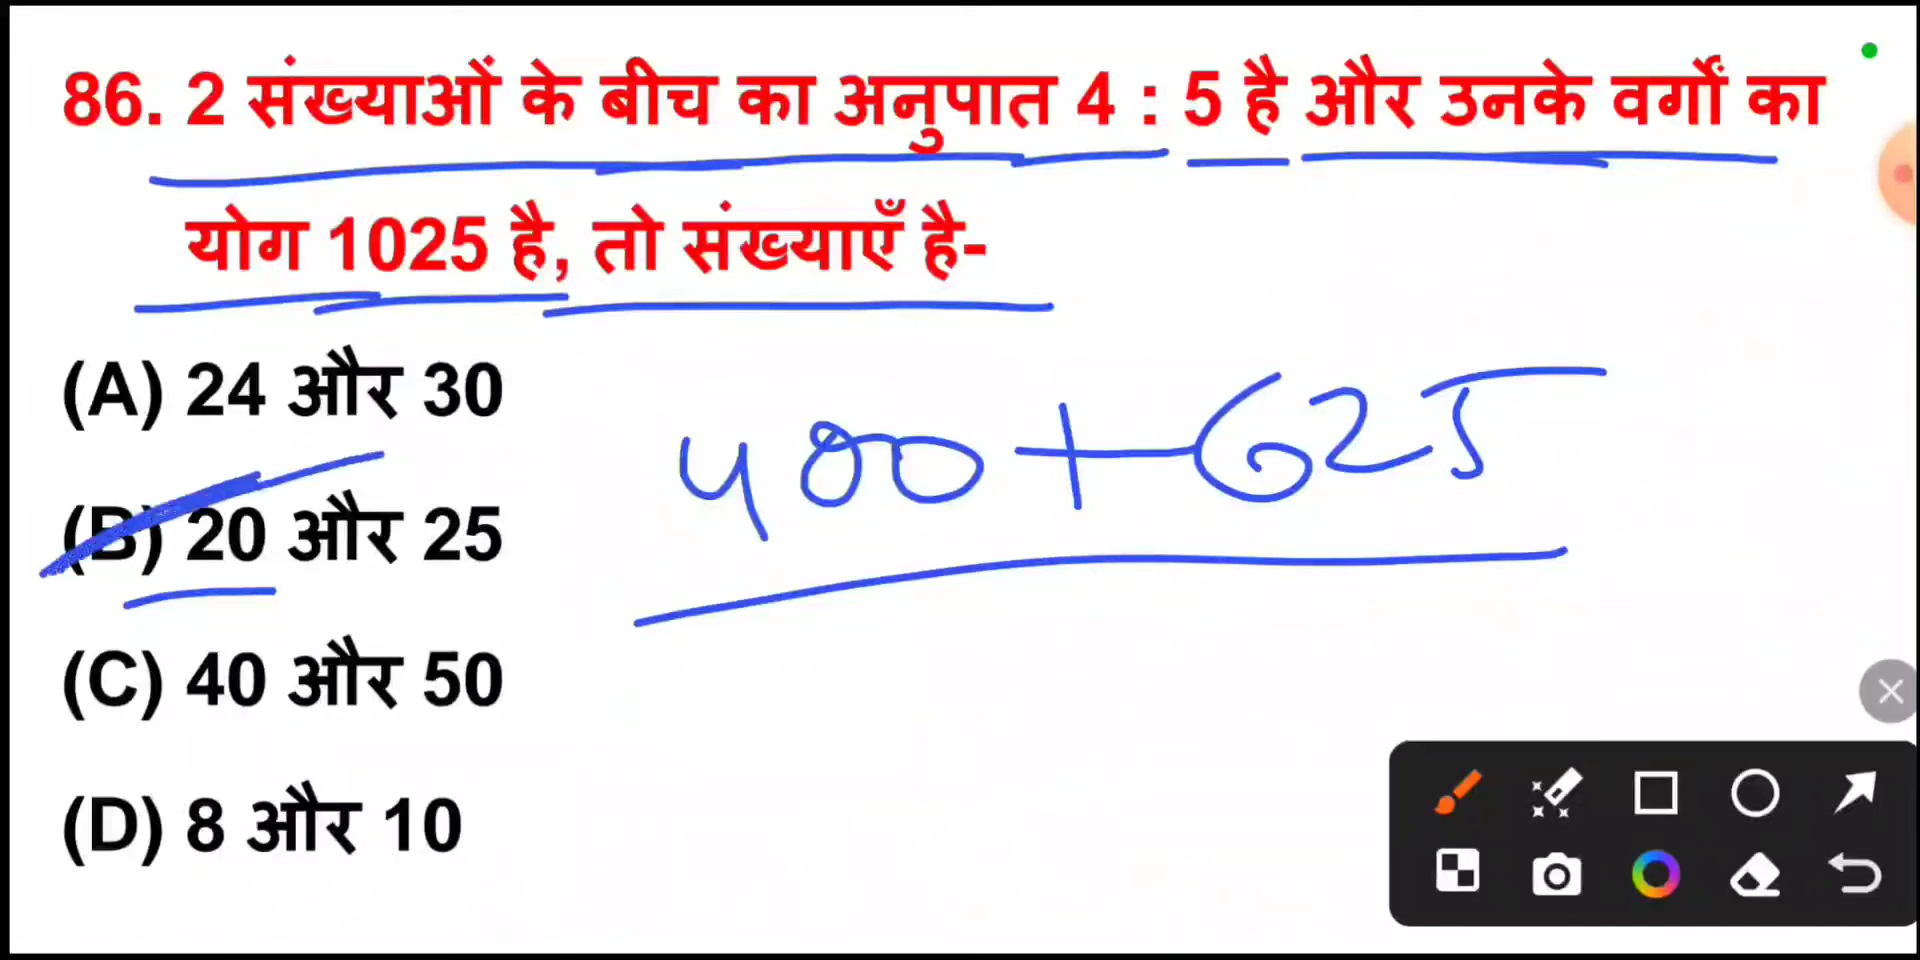 86. 2 संख्याओं के बीच का अनुपात 4 : 5 है और उनके वर्गों का
योग 1025 है, तो संख्याएँ है-
(A) 24 और 30
400+625
(B) 20 और 25
(C) 40 और 50
(D) 8 और 10